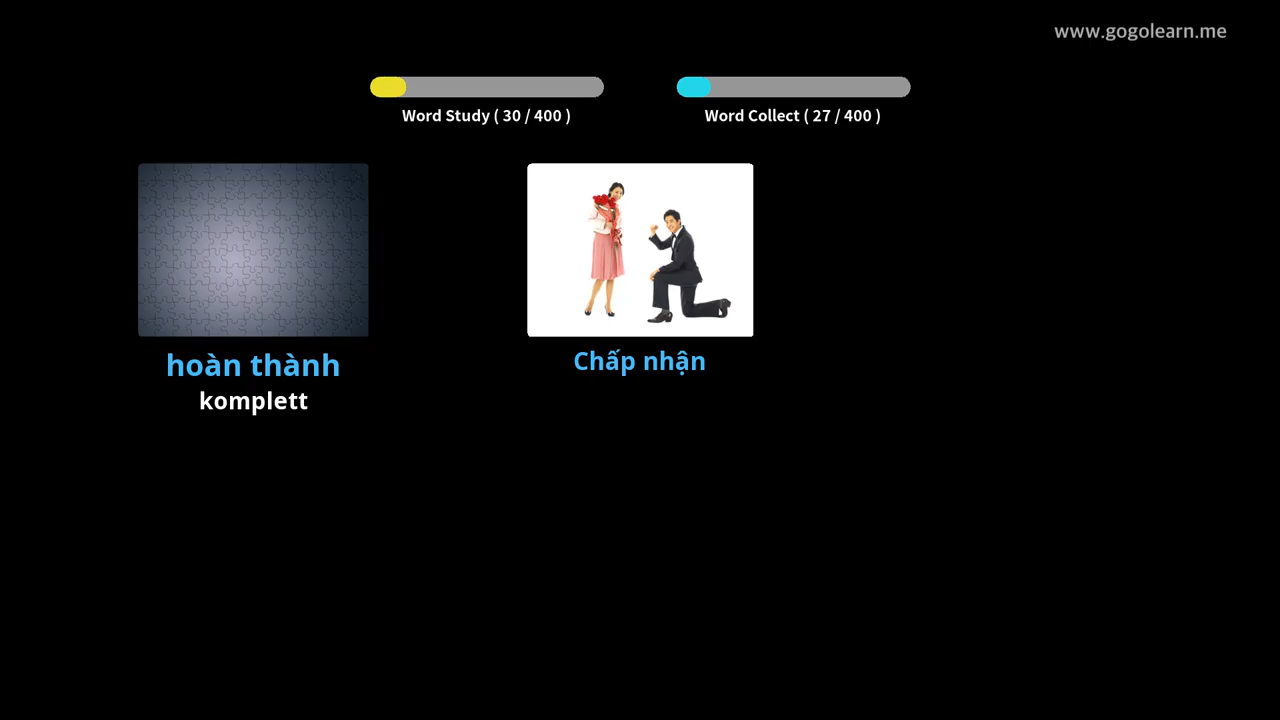 www.gogolearn.me
Word Study ( 30 / 400 )
Word Collect ( 27 / 400 )
hoàn thành
komplett
Chấp nhận